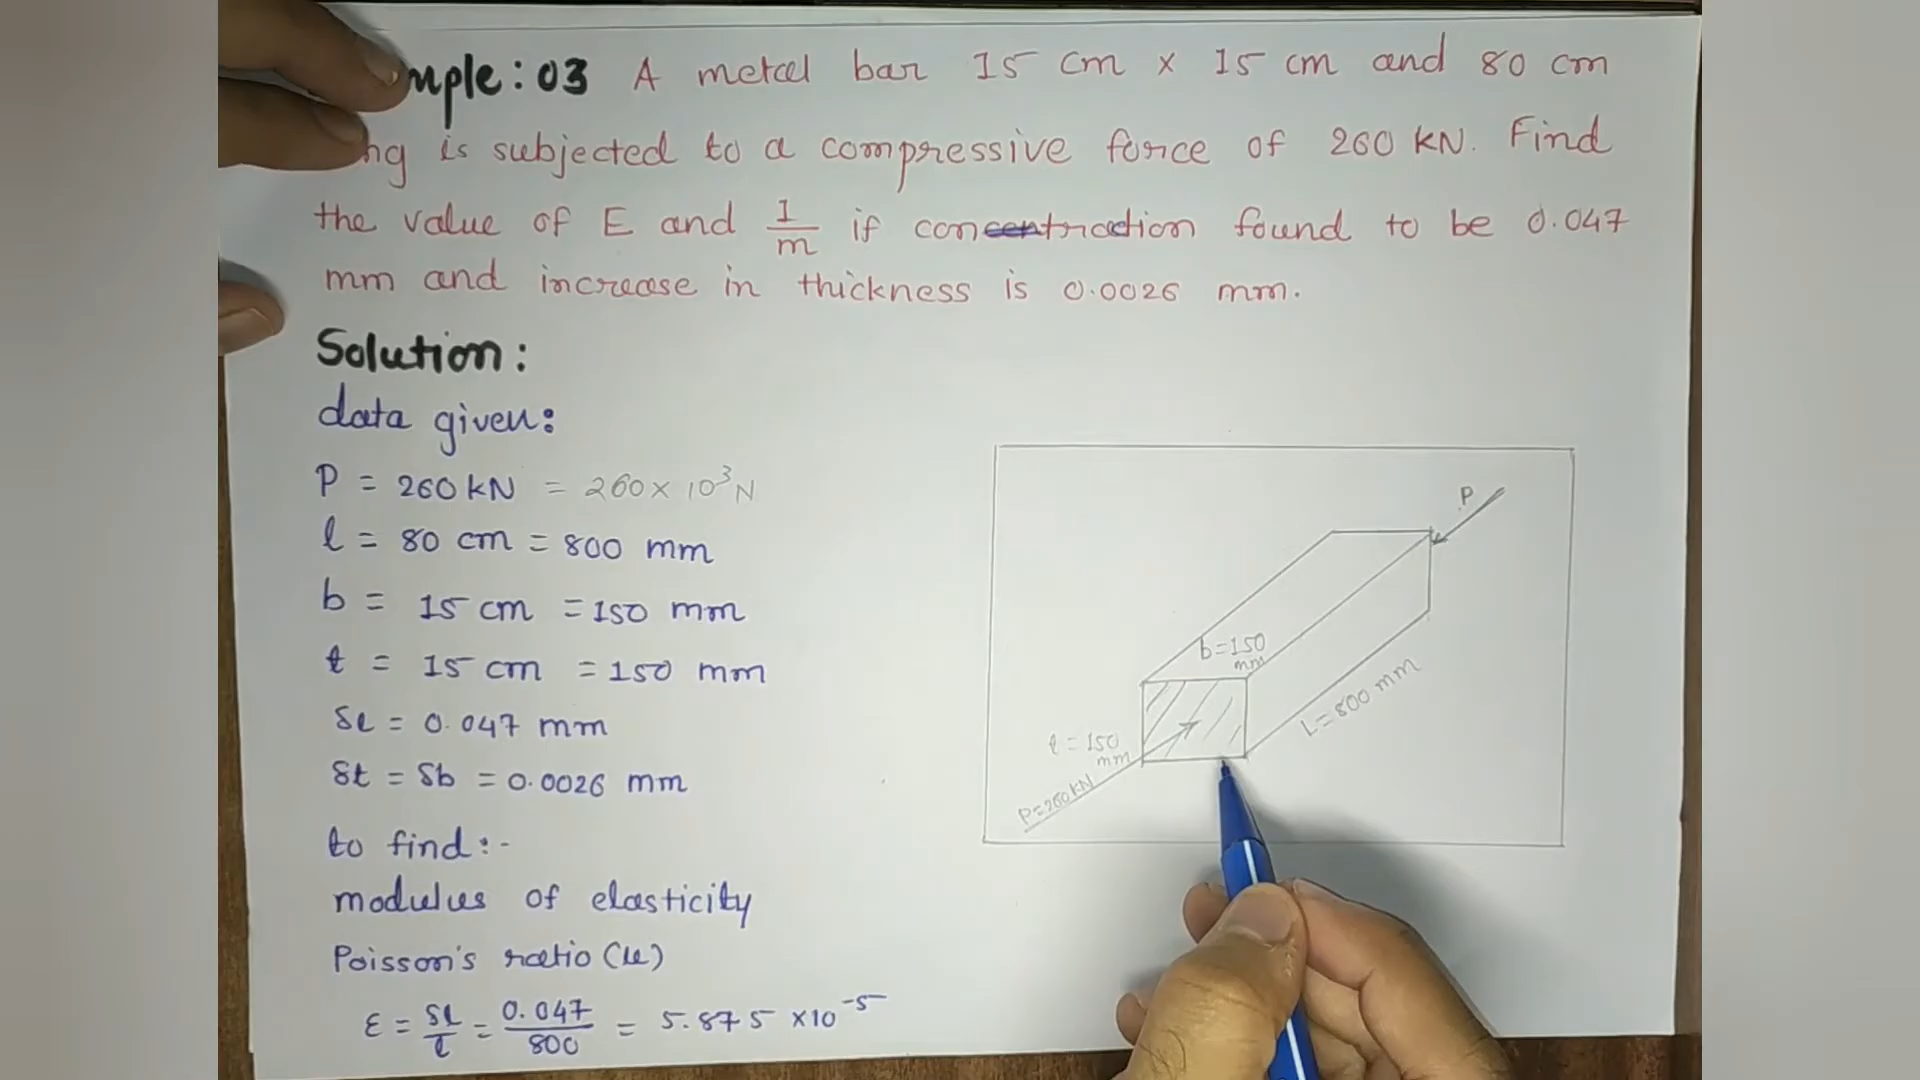 mple: 03 A metal bar 15 cm x 15 cm and 80 cm
ng is subjected to a compressive force of 260 kN. Find
the value of E and 1/m if contraction found to be 0.047
mm and increase in thickness is 0.0026 mm.
Solution:
data given:
P = 260 kN = 260 x 10³ N
l = 80 cm = 800 mm
b = 15 cm = 150 mm
t = 15 cm = 150 mm
δl = 0.047 mm
δt = δb = 0.0026 mm
to find:-
modulus of elasticity
Poisson's ratio (μ)
ε = δl/l = 0.047/800 = 5.875 x 10⁻⁵
P
b = 150
mm
t = 150
mm
L = 800 mm
P = 260 kN